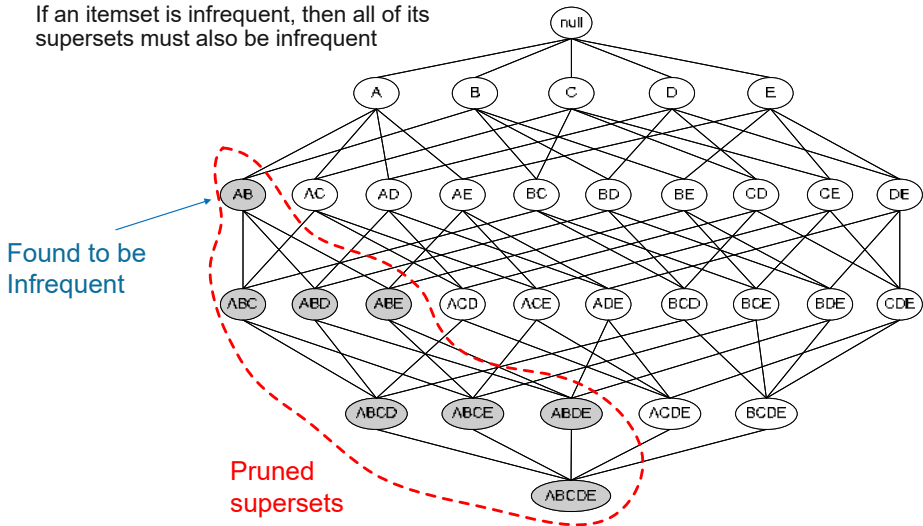 If an itemset is infrequent, then all of its
supersets must also be infrequent
null
A B C D E
AB AC AD AE BC BD BE CD CE DE
Found to be
Infrequent
ABC ABD ABE ACD ACE ADE BCD BCE BDE CDE
ABCD ABCE ABDE ACDE BCDE
Pruned
supersets
ABCDE